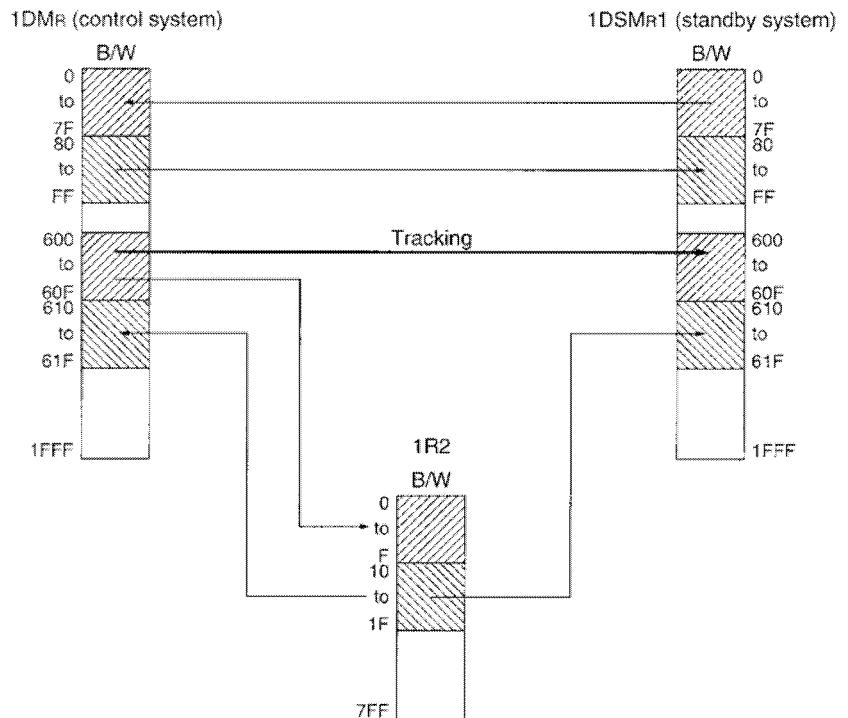 1DMR (control system)
B/W
0
to
7F
80
to
FF
600
to
60F
610
to
61F
1FFF
1DSMR1 (standby system)
B/W
0
to
7F
80
to
FF
600
to
60F
610
to
61F
1FFF
Tracking
1R2
B/W
0
to
F
10
to
1F
7FF